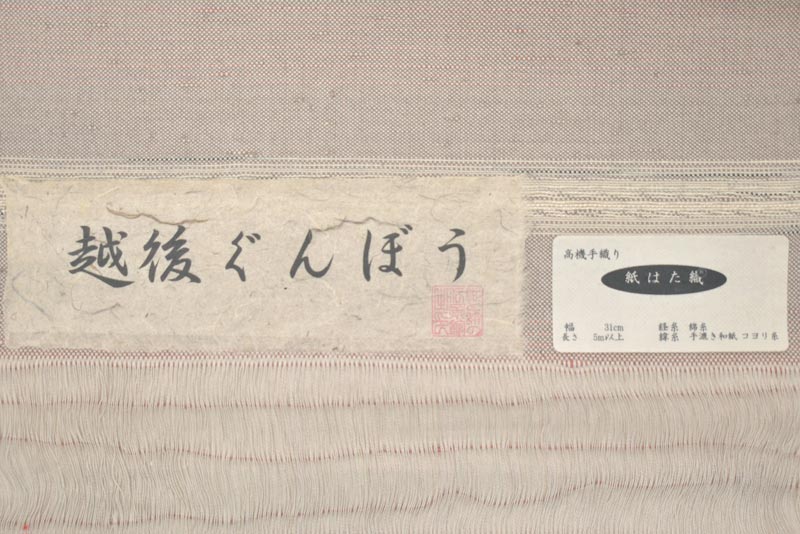 越後ぐんぼう
高機手織り
紙はた織
幅 31cm
長さ 5m以上
経糸 錦糸
緯糸 手漉き和紙 コヨリ糸